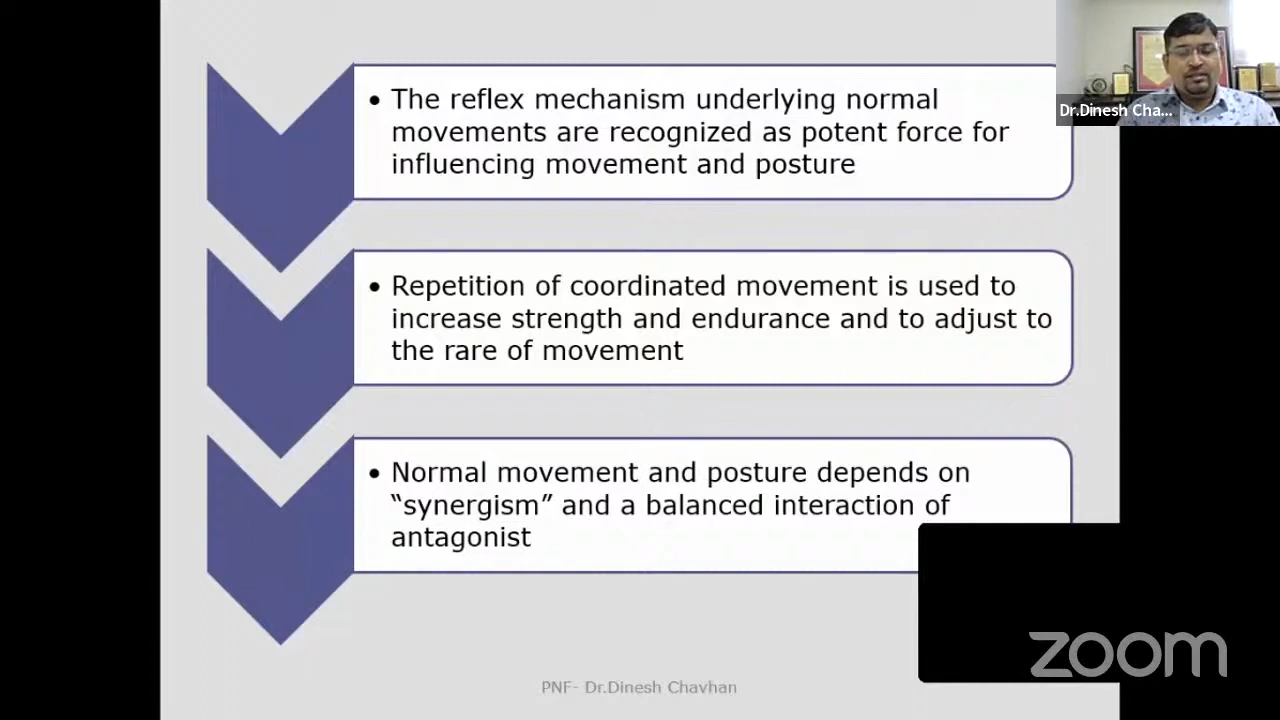 • The reflex mechanism underlying normal
movements are recognized as potent force for
influencing movement and posture
Dr.Dinesh Cha...
• Repetition of coordinated movement is used to
increase strength and endurance and to adjust to
the rare of movement
• Normal movement and posture depends on
“synergism” and a balanced interaction of
antagonist
zoom
PNF- Dr.Dinesh Chavhan